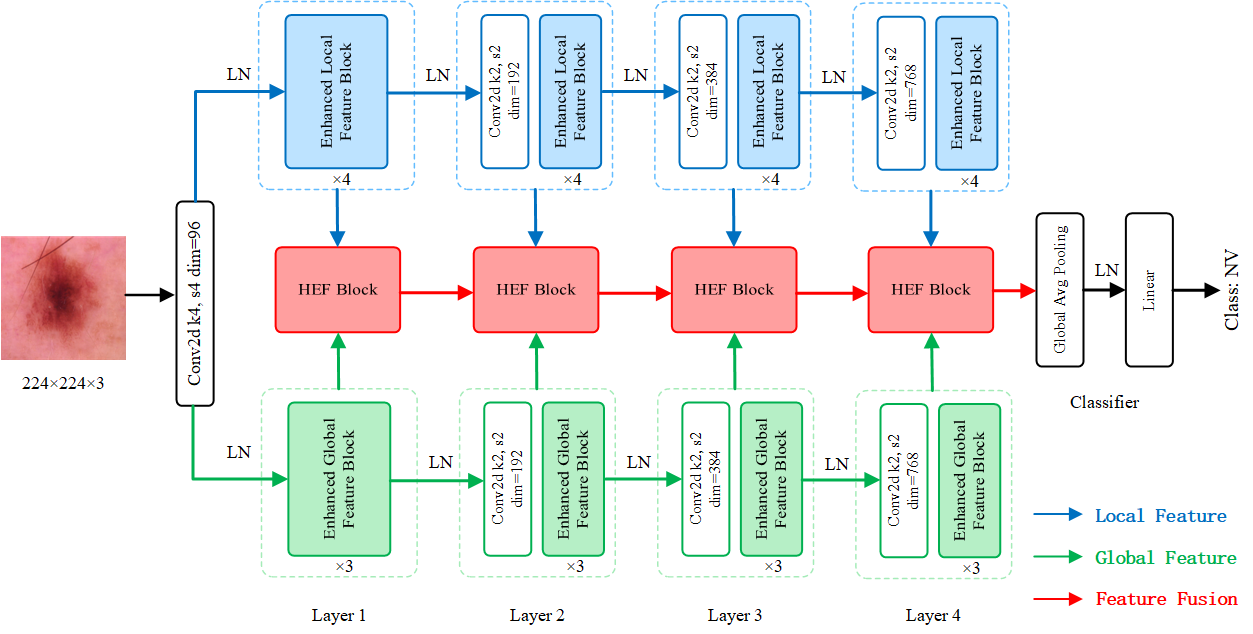 LN
Enhanced Local
Feature Block
×4
LN
Conv2d k2, s2
dim=192
Enhanced Local
Feature Block
×4
LN
Conv2d k2, s2
dim=384
Enhanced Local
Feature Block
×4
LN
Conv2d k2, s2
dim=768
Enhanced Local
Feature Block
×4
224×224×3
Conv2d k4, s4 dim=96
HEF Block
HEF Block
HEF Block
HEF Block
Global Avg Pooling
LN
Linear
Class: NV
Classifier
LN
Enhanced Global
Feature Block
×3
LN
Conv2d k2, s2
dim=192
Enhanced Global
Feature Block
×3
LN
Conv2d k2, s2
dim=384
Enhanced Global
Feature Block
×3
LN
Conv2d k2, s2
dim=768
Enhanced Global
Feature Block
×3
Layer 1
Layer 2
Layer 3
Layer 4
Local Feature
Global Feature
Feature Fusion